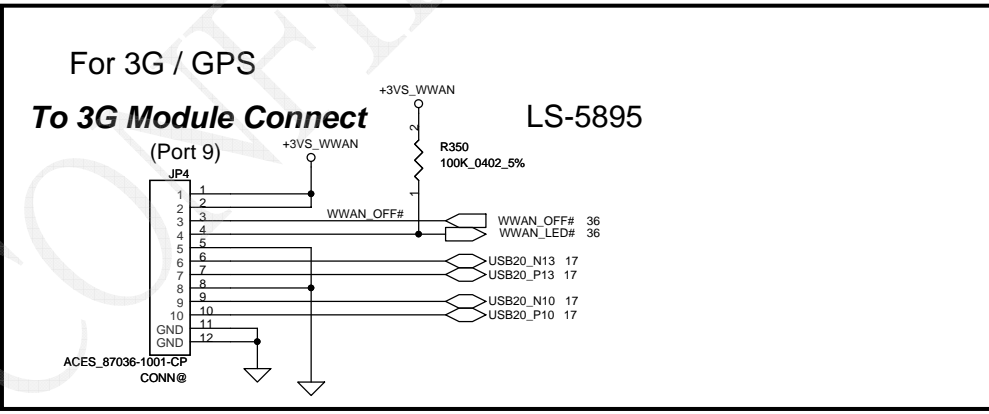 For 3G / GPS
+3VS_WWAN
To 3G Module Connect
LS-5895
(Port 9)
+3VS_WWAN
2
R350
100K_0402_5%
1
JP4
1 1
2 2
3 3 WWAN_OFF# WWAN_OFF# 36
4 4 WWAN_LED# 36
5 5
6 6 USB20_N13 17
7 7 USB20_P13 17
8 8
9 9 USB20_N10 17
10 10 USB20_P10 17
GND 11
GND 12
ACES_87036-1001-CP
CONN@
CONFI